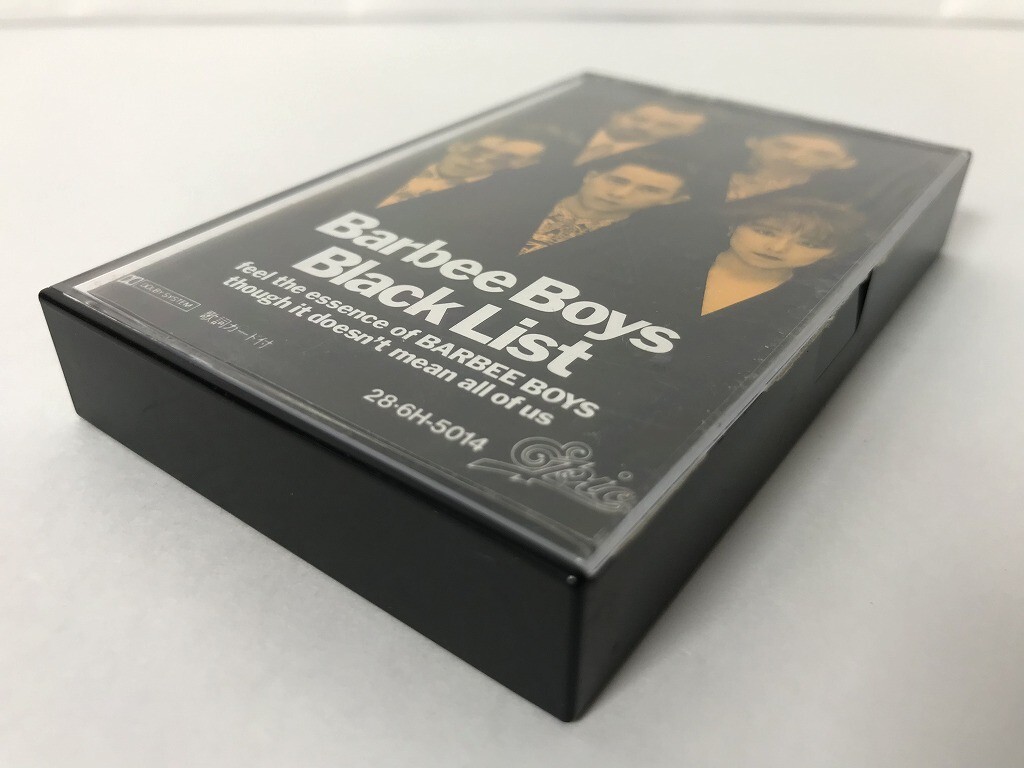 Barbee Boys
Black List
feel the essence of BARBEE BOYS
though it doesn't mean all of us
DOLBY SYSTEM
歌詞カード付
28·6H-5014
Epic